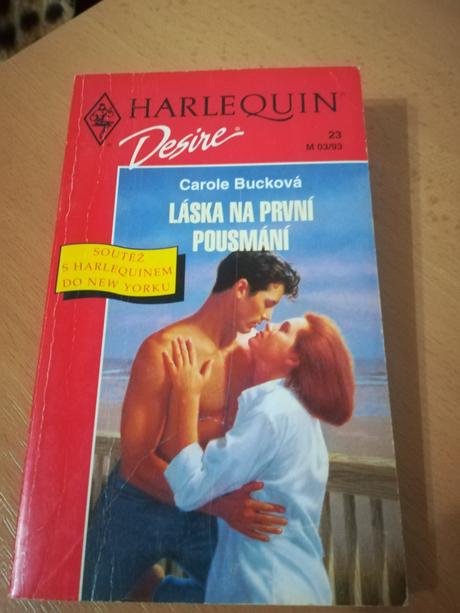 HARLEQUIN®
Desire®
23
M 03/93
Carole Bucková
LÁSKA NA PRVNÍ
POUSMÁNÍ
SOUTĚŽ
S HARLEQUINEM
DO NEW YORKU